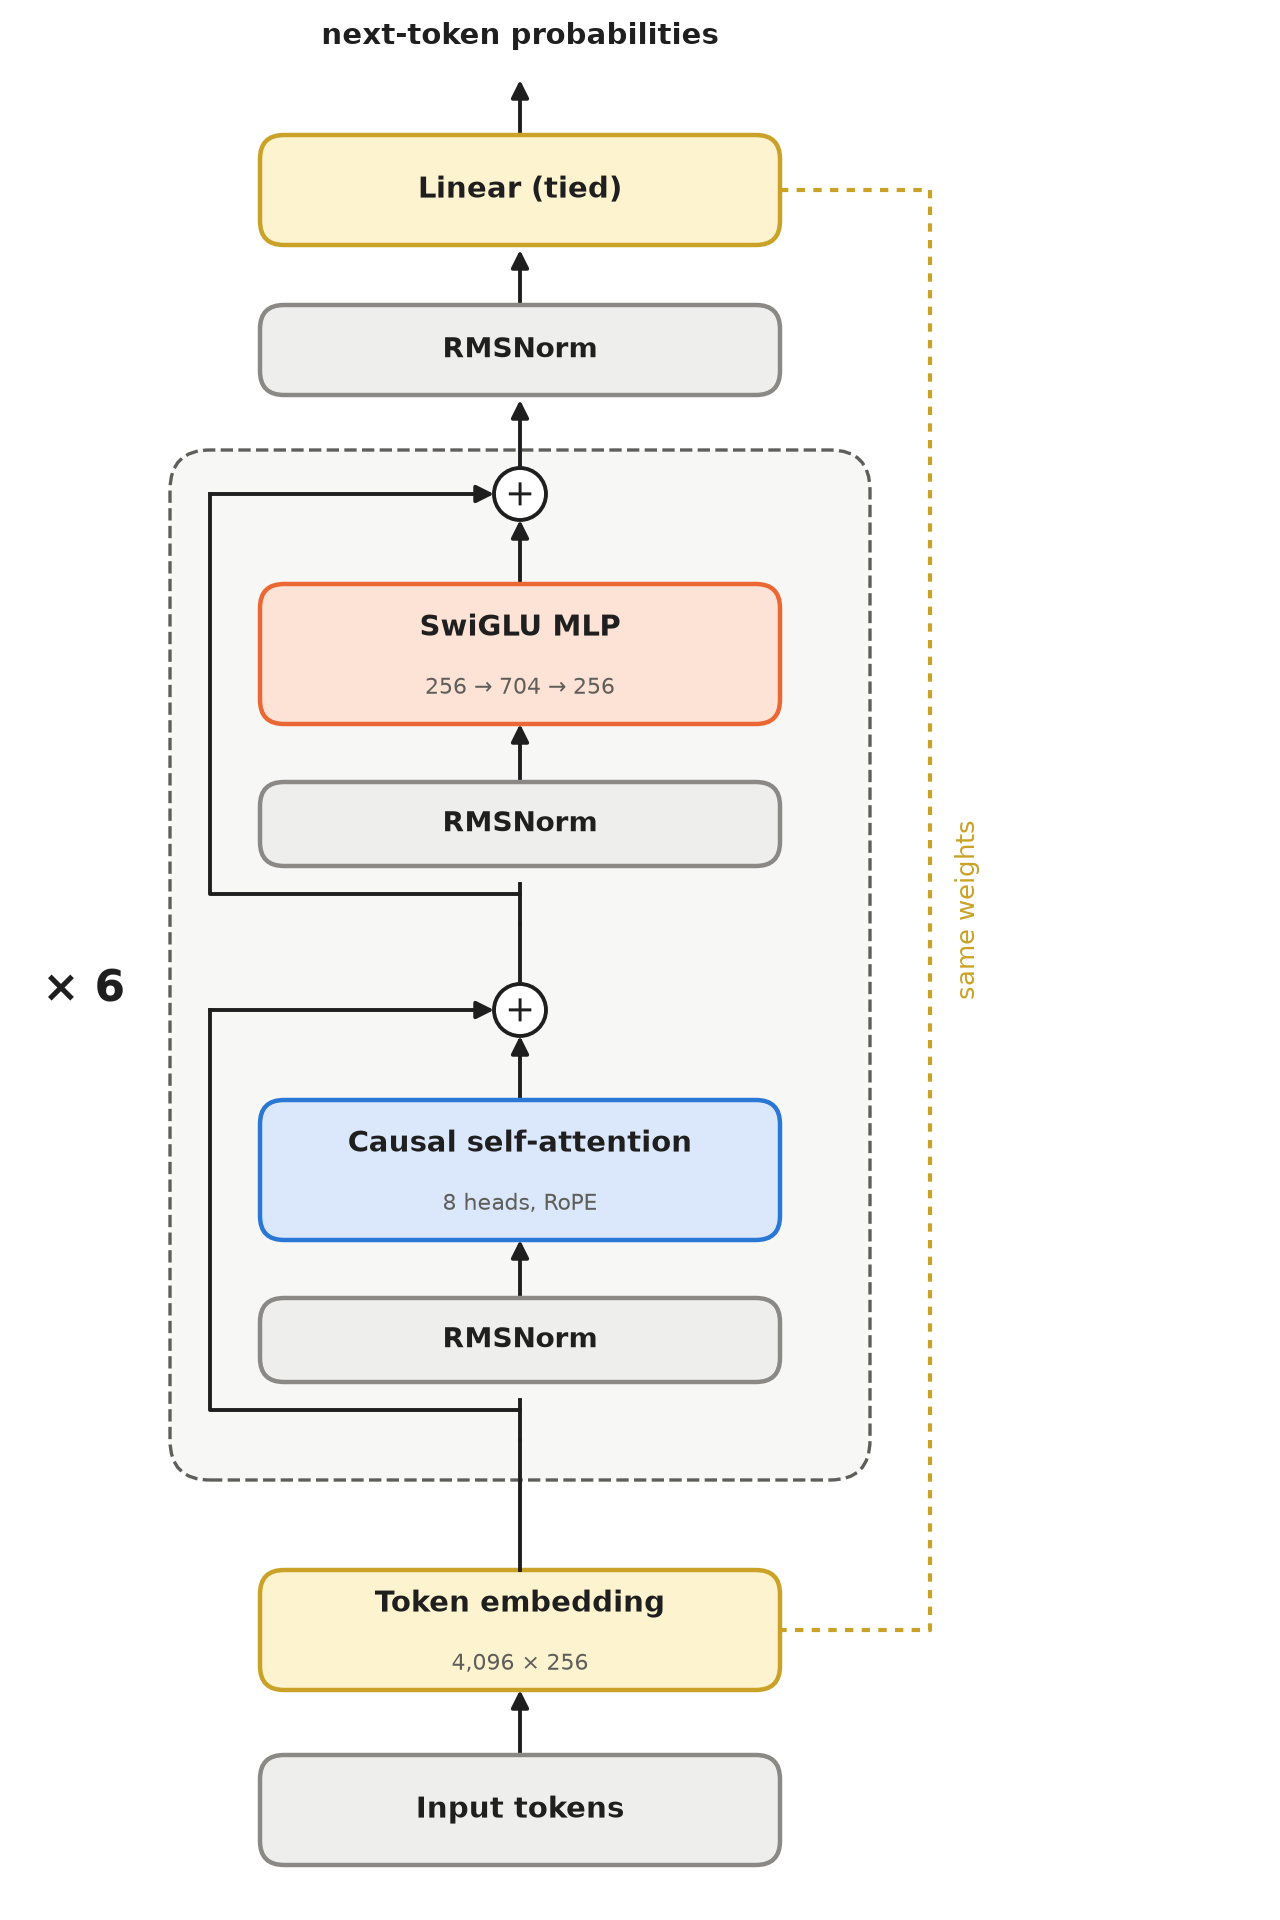 next-token probabilities
Linear (tied)
RMSNorm
+
SwiGLU MLP
256 → 704 → 256
RMSNorm
same weights
× 6
+
Causal self-attention
8 heads, RoPE
RMSNorm
Token embedding
4,096 × 256
Input tokens